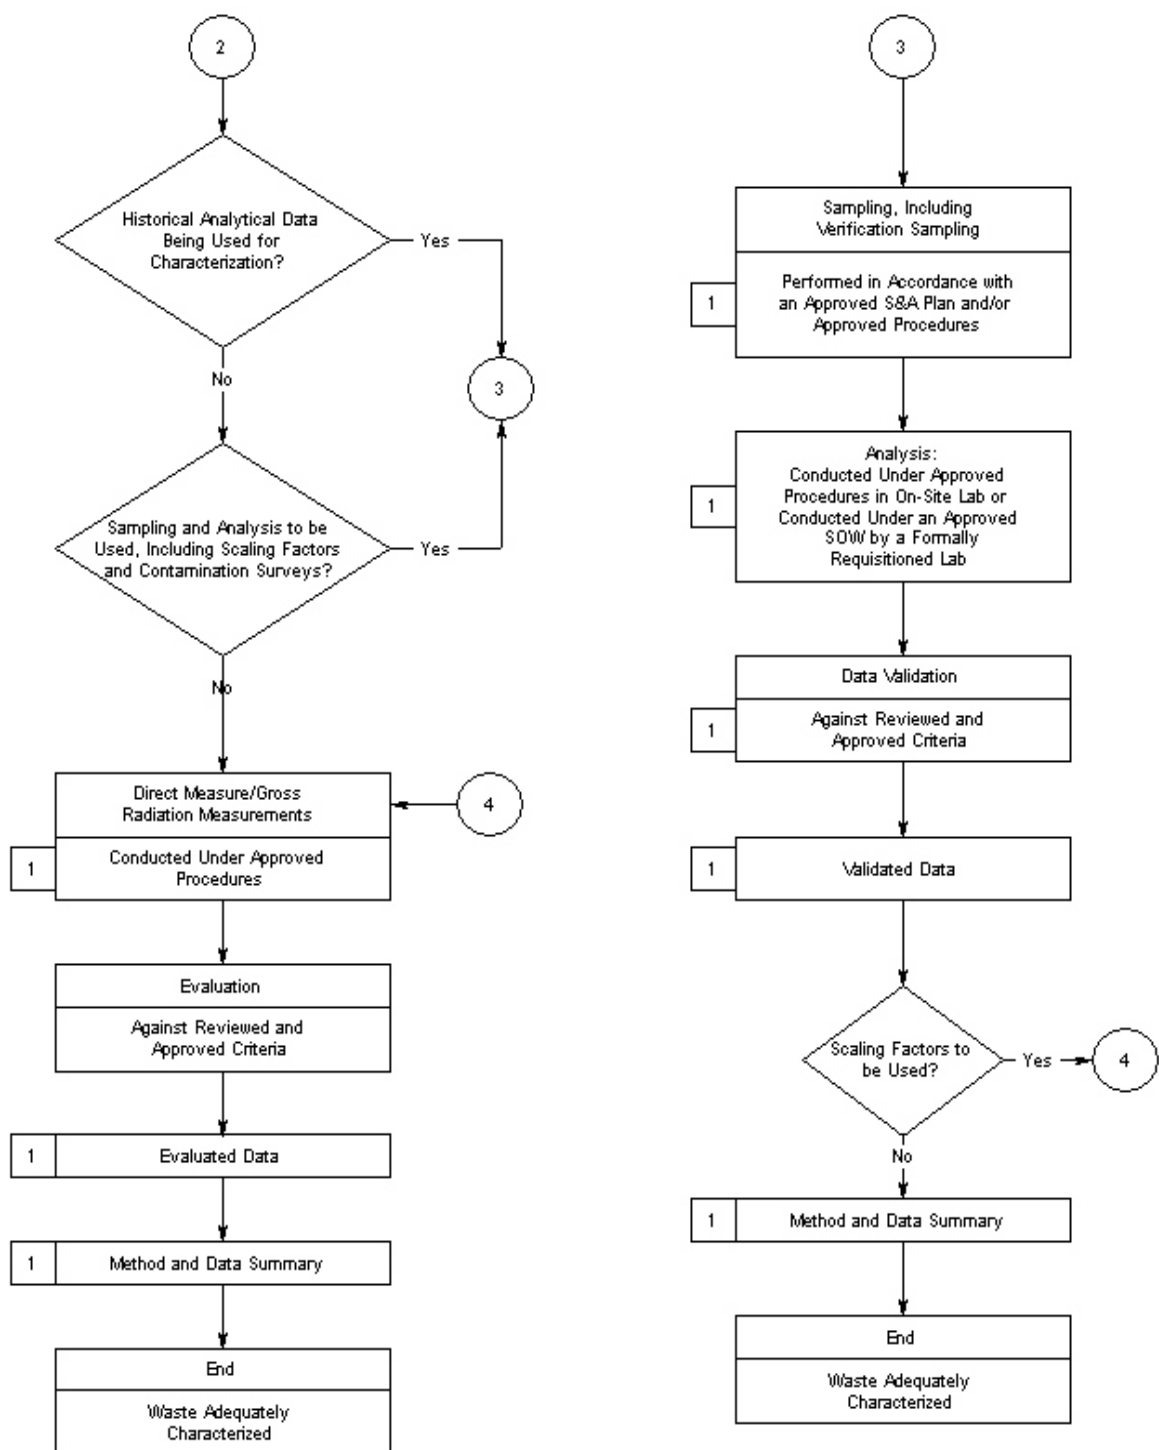 2
Historical Analytical Data
Being Used for
Characterization?
Yes
No
3
Sampling and Analysis to be
Used, Including Scaling Factors
and Contamination Surveys?
Yes
No
Direct Measure/Gross
Radiation Measurements
4
1
Conducted Under Approved
Procedures
Evaluation
Against Reviewed and
Approved Criteria
1
Evaluated Data
1
Method and Data Summary
End
Waste Adequately
Characterized
3
Sampling, Including
Verification Sampling
1
Performed in Accordance with
an Approved S&A Plan and/or
Approved Procedures
1
Analysis:
Conducted Under Approved
Procedures in On-Site Lab or
Conducted Under an Approved
SOW by a Formally
Requisitioned Lab
Data Validation
1
Against Reviewed and
Approved Criteria
1
Validated Data
Scaling Factors to
be Used?
Yes
4
No
1
Method and Data Summary
End
Waste Adequately
Characterized